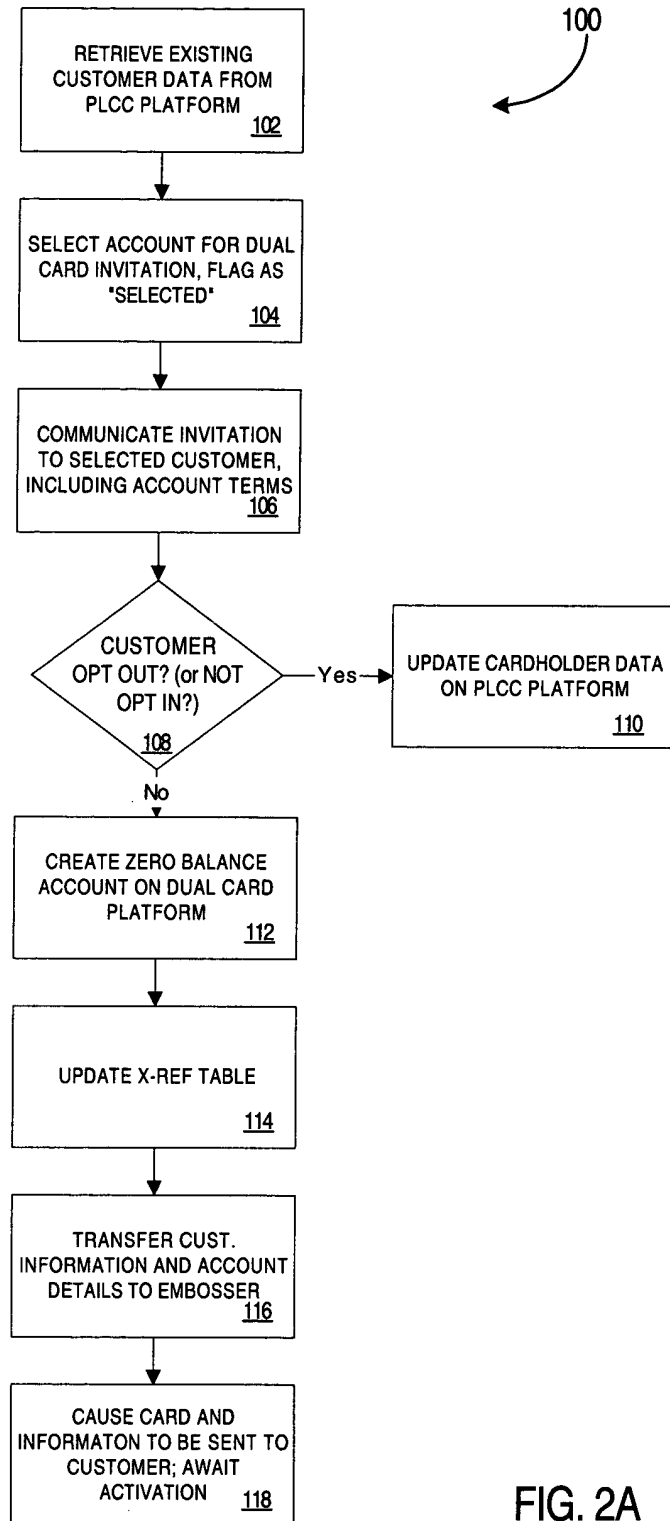 100
RETRIEVE EXISTING
CUSTOMER DATA FROM
PLCC PLATFORM
102
SELECT ACCOUNT FOR DUAL
CARD INVITATION, FLAG AS
"SELECTED"
104
COMMUNICATE INVITATION
TO SELECTED CUSTOMER,
INCLUDING ACCOUNT TERMS
106
CUSTOMER
OPT OUT? (or NOT
OPT IN?)
108
Yes
UPDATE CARDHOLDER DATA
ON PLCC PLATFORM
110
No
CREATE ZERO BALANCE
ACCOUNT ON DUAL CARD
PLATFORM
112
UPDATE X-REF TABLE
114
TRANSFER CUST.
INFORMATION AND ACCOUNT
DETAILS TO EMBOSSER
116
CAUSE CARD AND
INFORMATON TO BE SENT TO
CUSTOMER; AWAIT
ACTIVATION
118
FIG. 2A